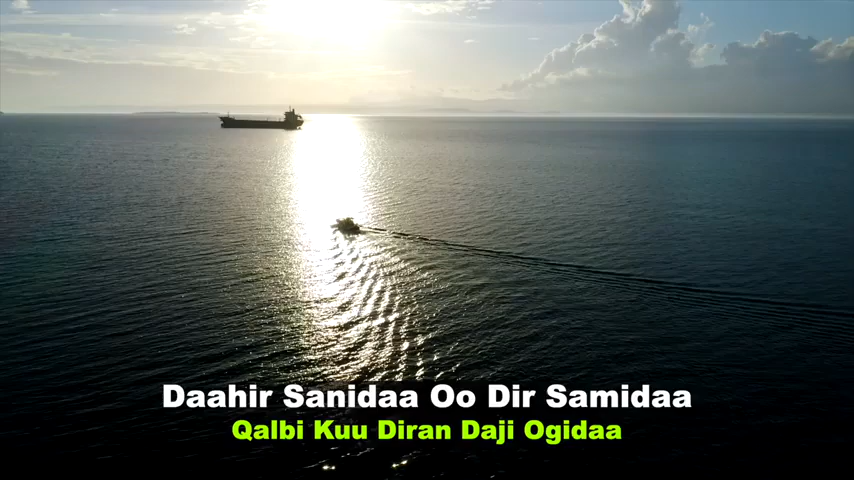 Daahir Sanidaa Oo Dir Samidaa
Qalbi Kuu Diran Daji Ogidaa